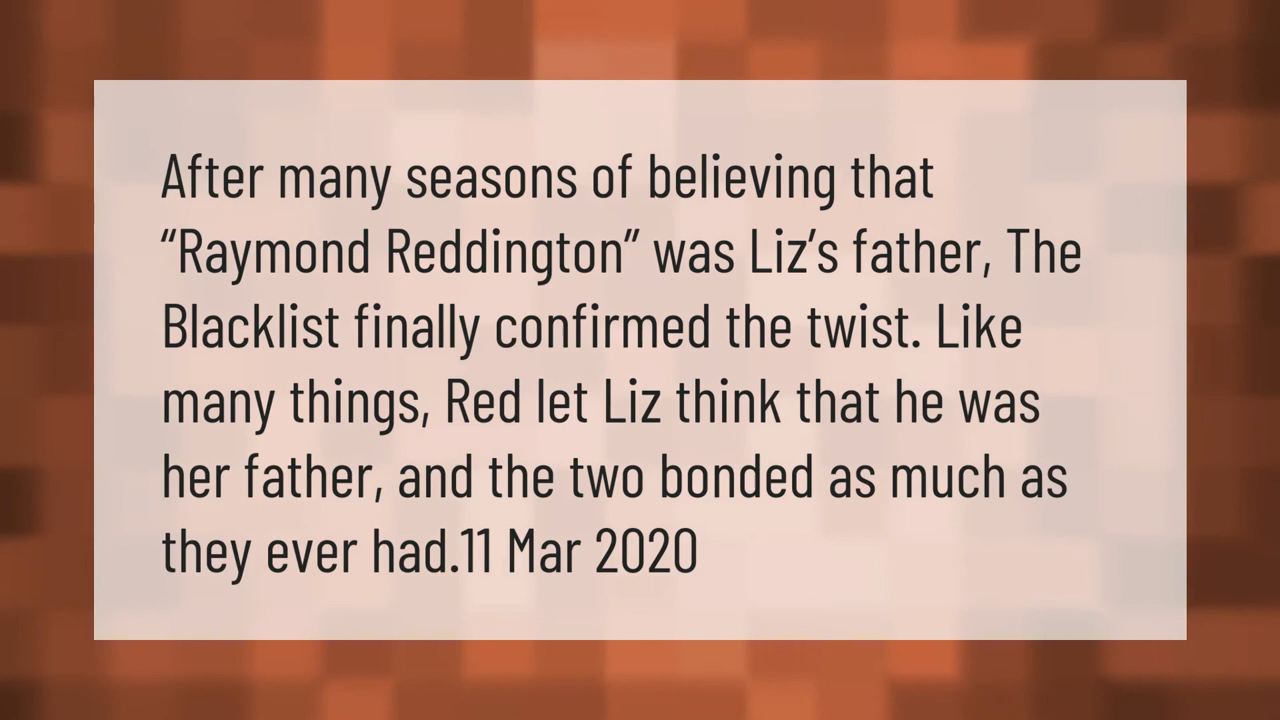 After many seasons of believing that
“Raymond Reddington” was Liz’s father, The
Blacklist finally confirmed the twist. Like
many things, Red let Liz think that he was
her father, and the two bonded as much as
they ever had.11 Mar 2020